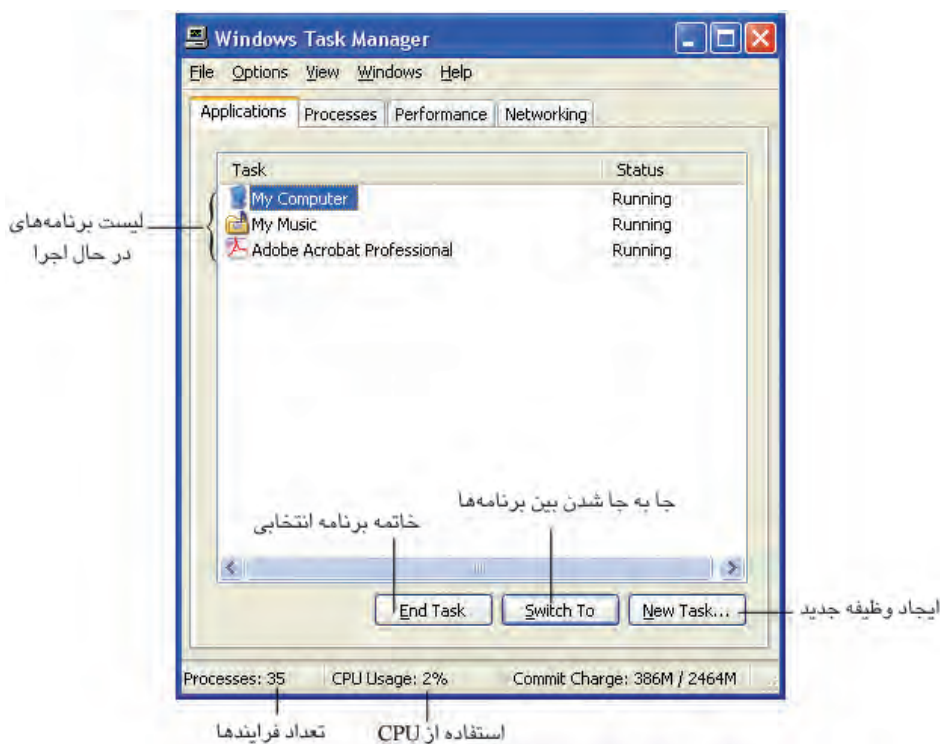 Windows Task Manager
File Options View Windows Help
Applications Processes Performance Networking
Task Status
My Computer Running
My Music Running
Adobe Acrobat Professional Running
لیست برنامه‌های
در حال اجرا
جا به جا شدن بین برنامه‌ها
خاتمه برنامه انتخابی
End Task Switch To New Task...
ایجاد وظیفه جدید
Processes: 35 CPU Usage: 2% Commit Charge: 386M / 2464M
تعداد فرایندها
استفاده از CPU